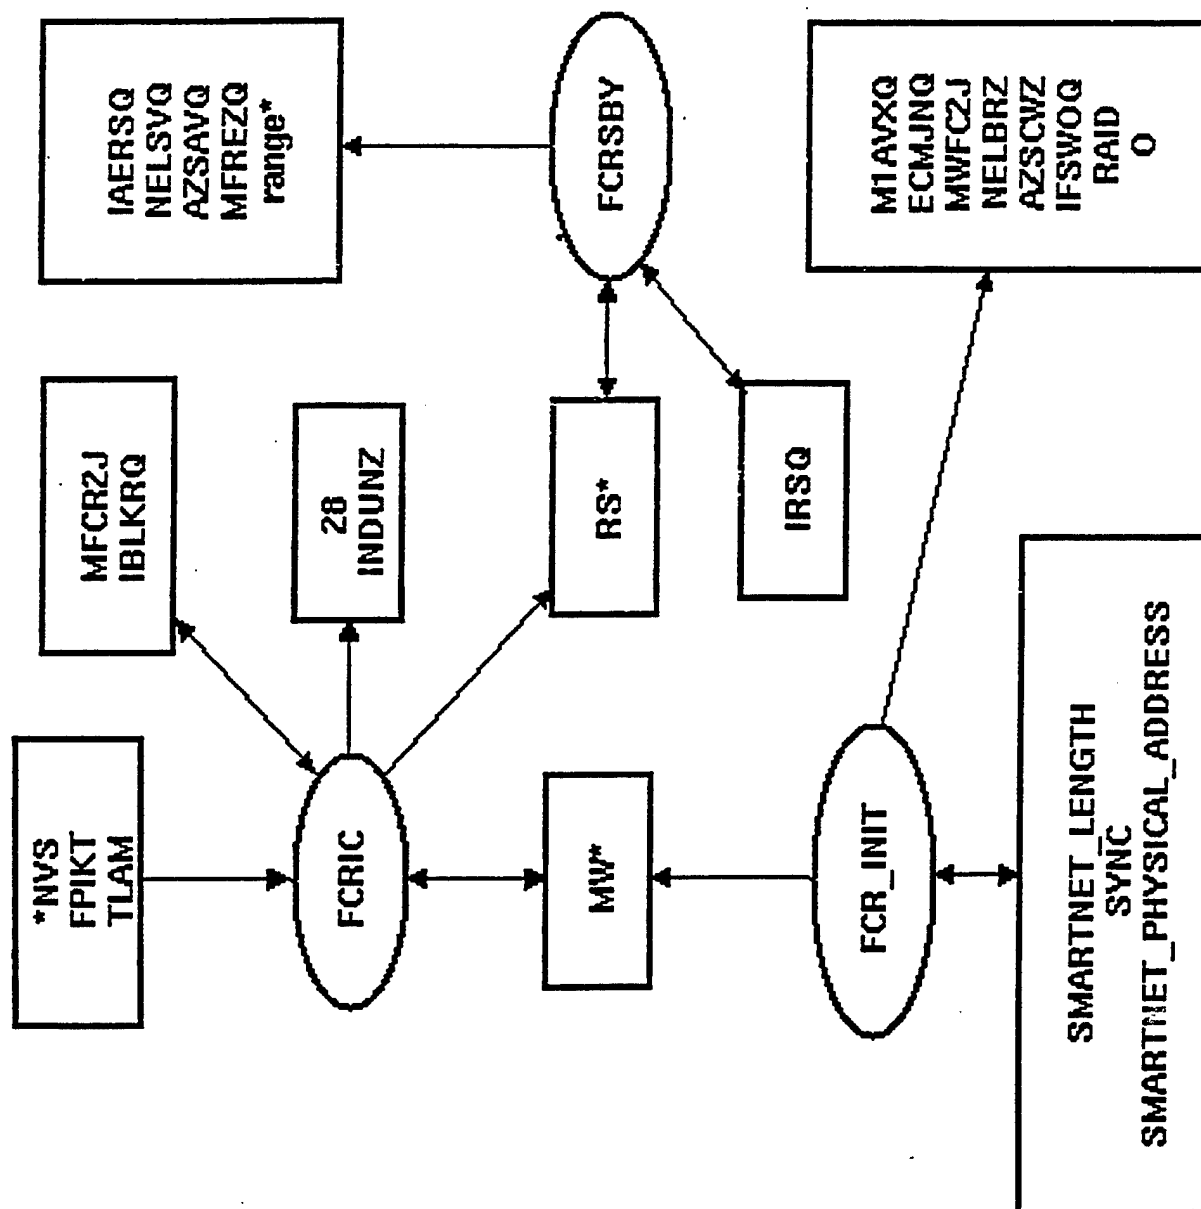 *NVS
FPIKT
TLAM
MFCR2J
IBLKRQ
IAERSQ
NELSVQ
AZSAVQ
MFREZQ
range*
FCRIC
28
INDUNZ
MW*
RS*
FCRSBY
IRSQ
FCR_INIT
M1AVXQ
ECMJNQ
MWFC2J
NELBRZ
AZSCWZ
IFSWOQ
RAID
O
SMARTNET_LENGTH
SYNC
SMARTNET_PHYSICAL_ADDRESS